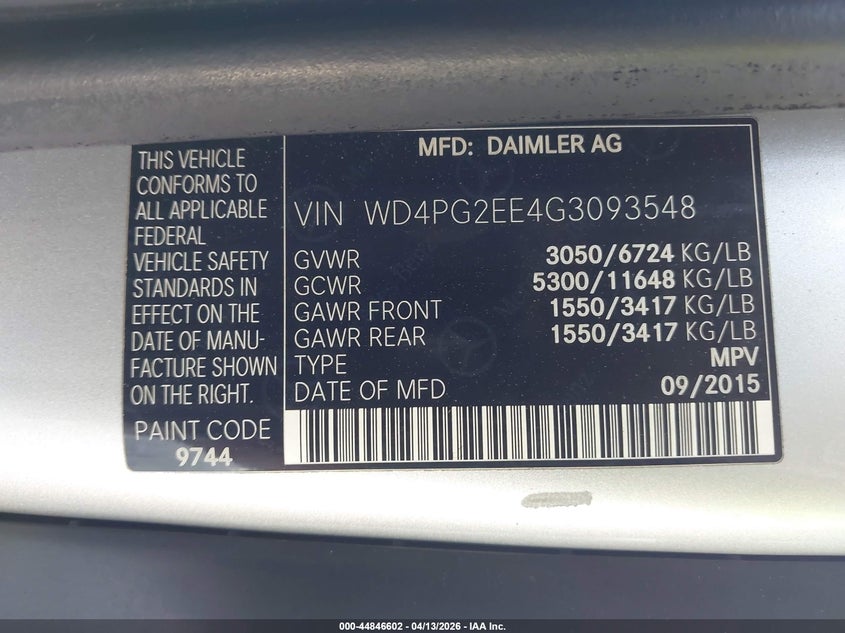 MFD: DAIMLER AG
THIS VEHICLE
CONFORMS TO
ALL APPLICABLE
FEDERAL
VEHICLE SAFETY
STANDARDS IN
EFFECT ON THE
DATE OF MANU-
FACTURE SHOWN
ON THE RIGHT.
PAINT CODE
9744
VIN WD4PG2EE4G3093548
GVWR 3050/6724 KG/LB
GCWR 5300/11648 KG/LB
GAWR FRONT 1550/3417 KG/LB
GAWR REAR 1550/3417 KG/LB
TYPE MPV
DATE OF MFD 09/2015
000-44846602 - 04/13/2026 - IAA Inc.